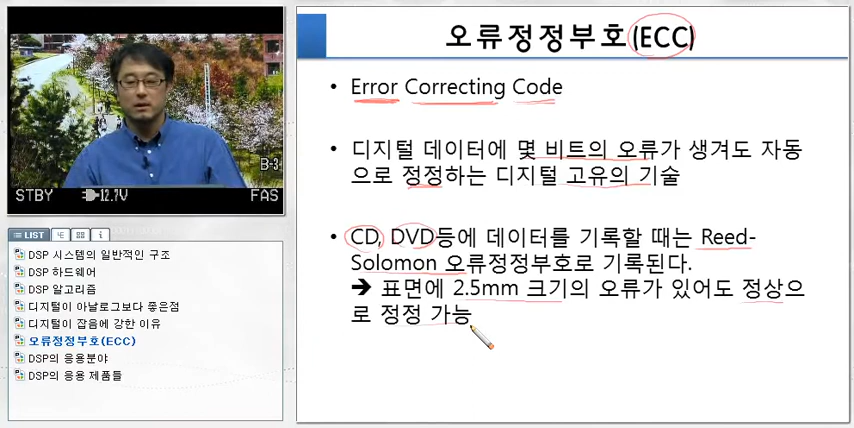 B-3
STBY 12.7V FAS
LIST
DSP 시스템의 일반적인 구조
DSP 하드웨어
DSP 알고리즘
디지털이 아날로그보다 좋은점
디지털이 잡음에 강한 이유
오류정정부호(ECC)
DSP의 응용분야
DSP의 응용 제품들
오류정정부호(ECC)
• Error Correcting Code
• 디지털 데이터에 몇 비트의 오류가 생겨도 자동
으로 정정하는 디지털 고유의 기술
• CD, DVD등에 데이터를 기록할 때는 Reed-
Solomon 오류정정부호로 기록된다.
➔ 표면에 2.5mm 크기의 오류가 있어도 정상으
로 정정 가능